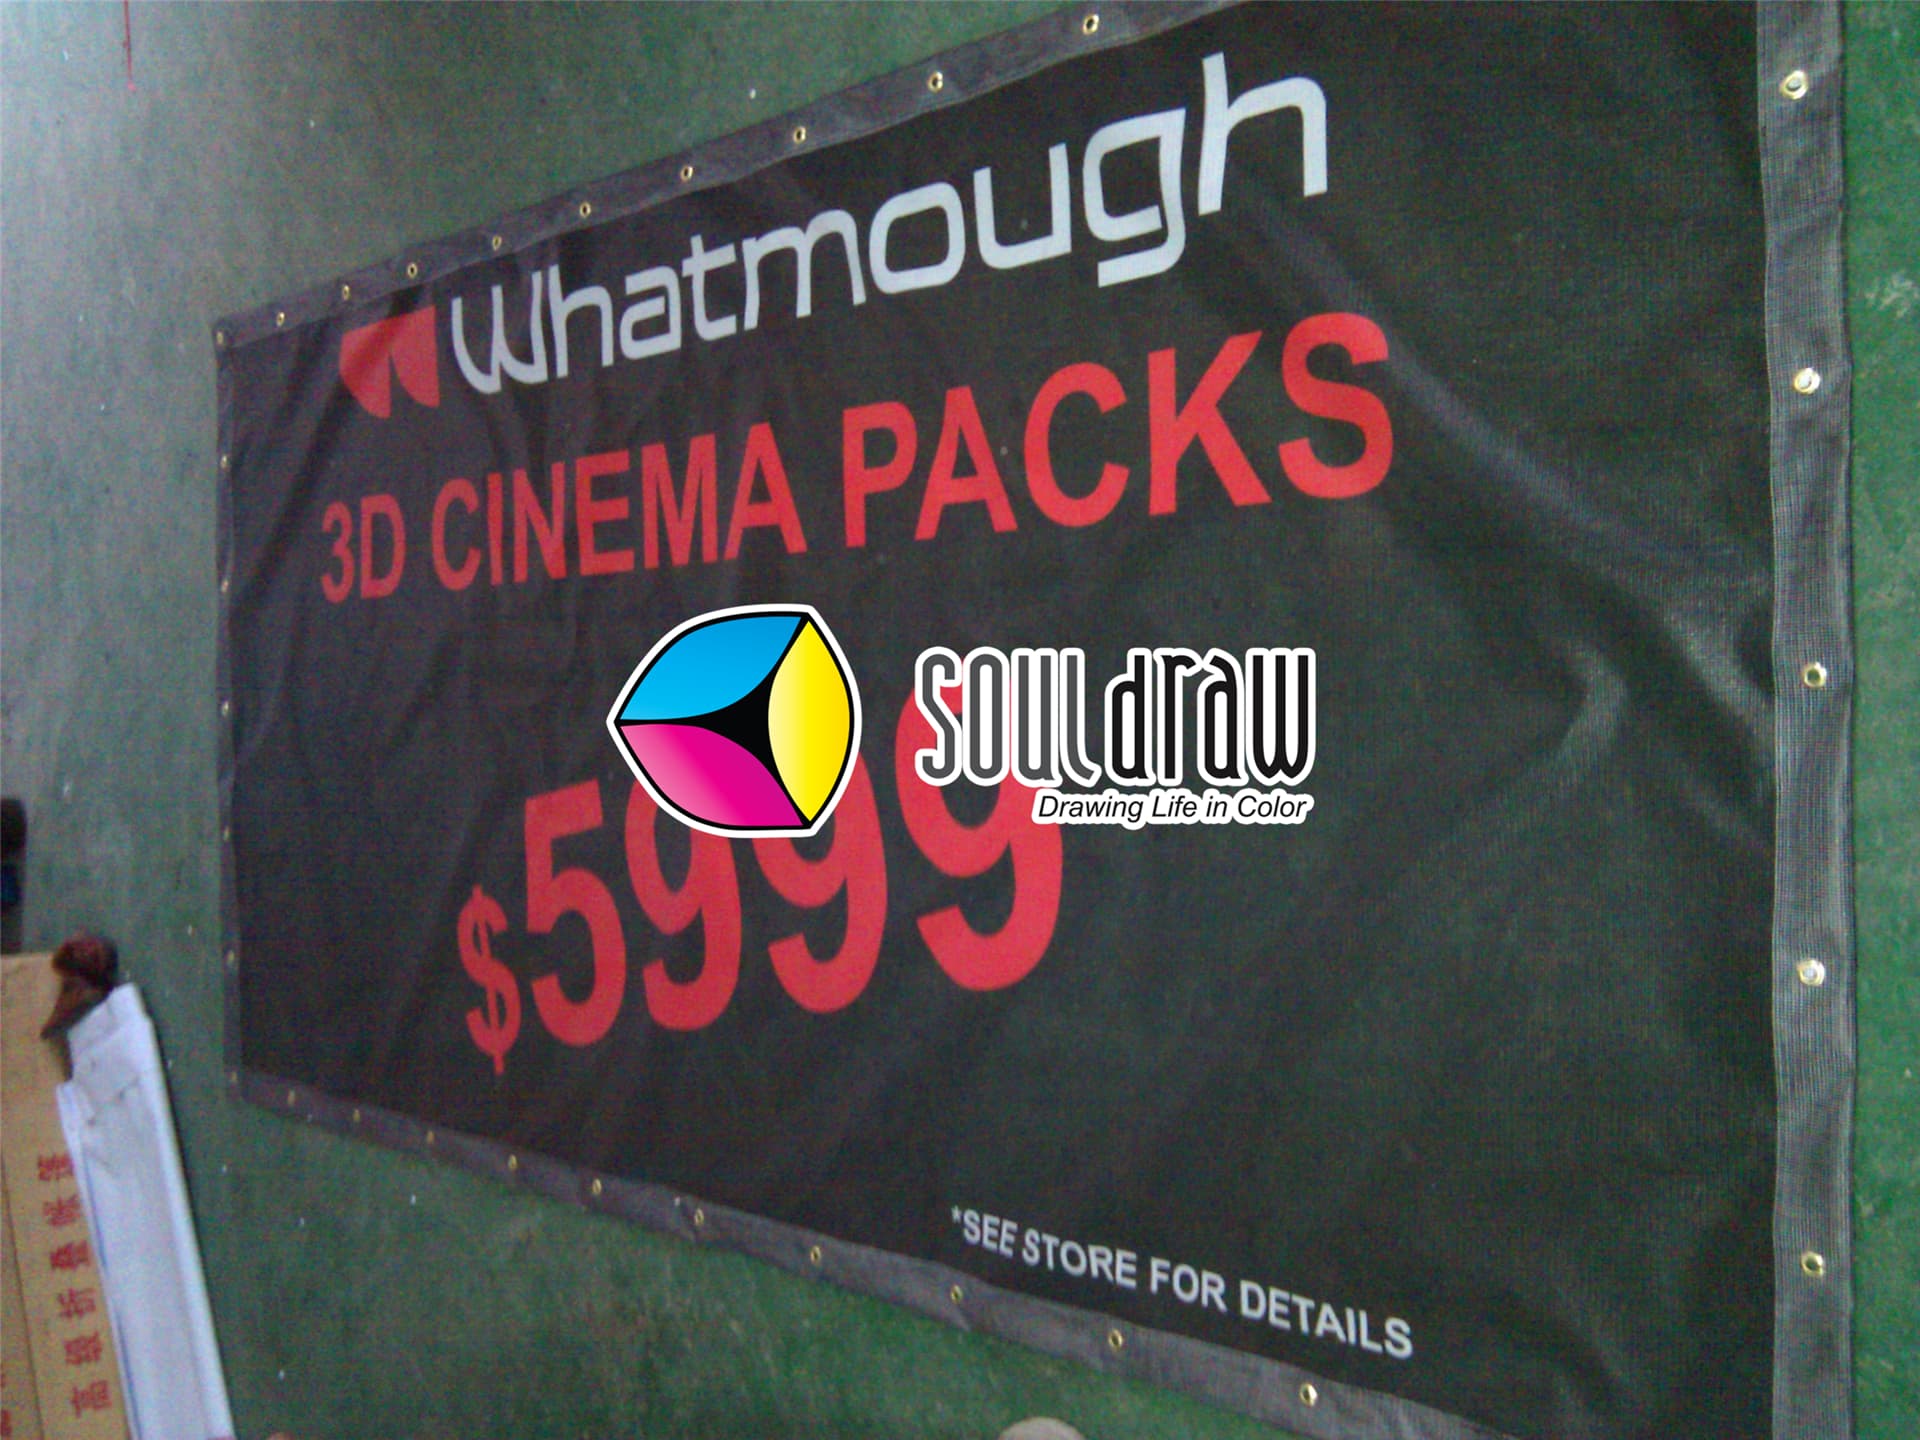 Whatmough
3D CINEMA PACKS
souldraw
Drawing Life in Color
$5999
*SEE STORE FOR DETAILS